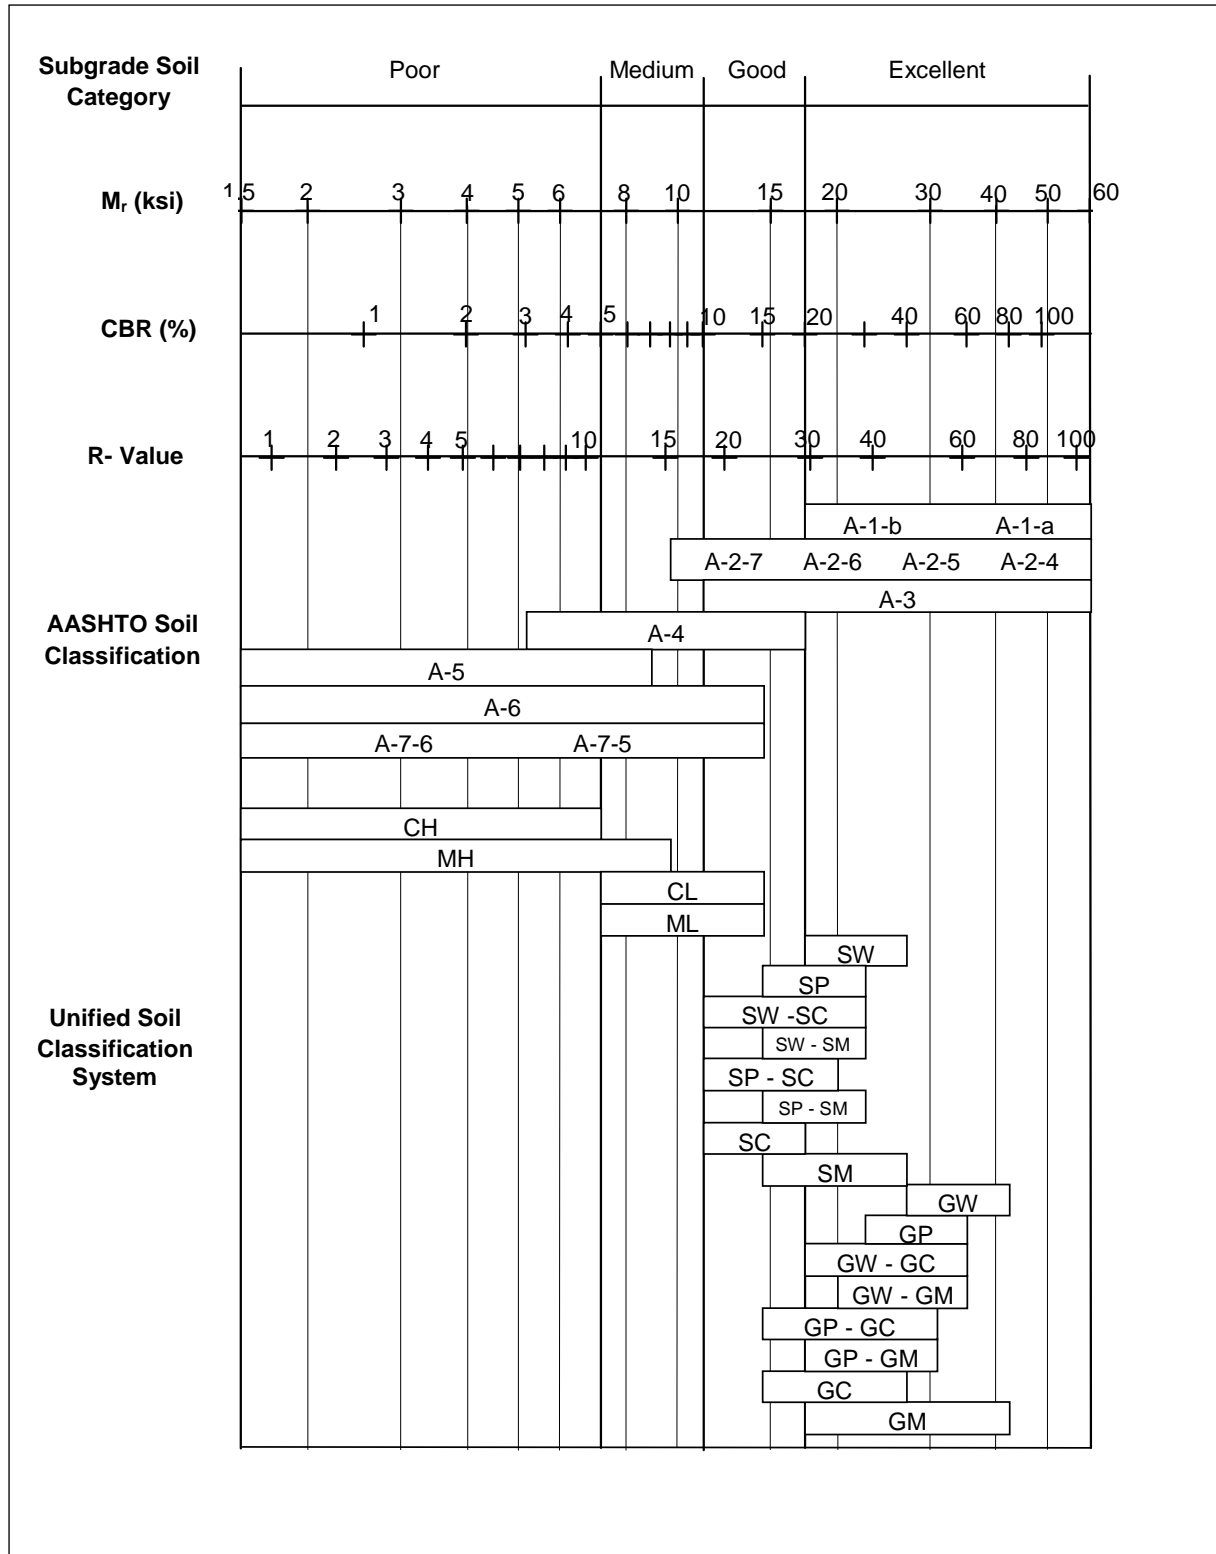 Subgrade Soil
Category
Poor Medium Good Excellent
Mr (ksi)
1.5 2 3 4 5 6 8 10 15 20 30 40 50 60
CBR (%)
1 2 3 4 5 10 15 20 40 60 80 100
R- Value
1 2 3 4 5 10 15 20 30 40 60 80 100
AASHTO Soil
Classification
A-1-b A-1-a
A-2-7 A-2-6 A-2-5 A-2-4
A-3
A-4
A-5
A-6
A-7-6 A-7-5
Unified Soil
Classification
System
CH
MH
CL
ML
SW
SP
SW -SC
SW - SM
SP - SC
SP - SM
SC
SM
GW
GP
GW - GC
GW - GM
GP - GC
GP - GM
GC
GM